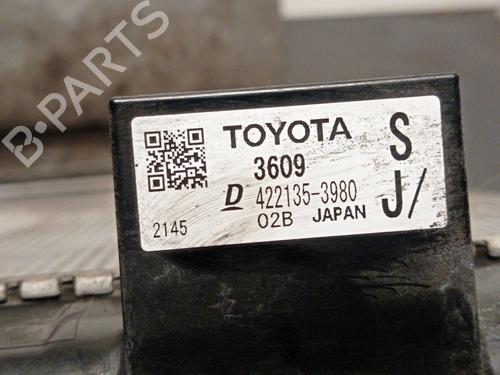 TOYOTA
3609
D 422135-3980
2145 02B JAPAN
S
J/
B-PARTS